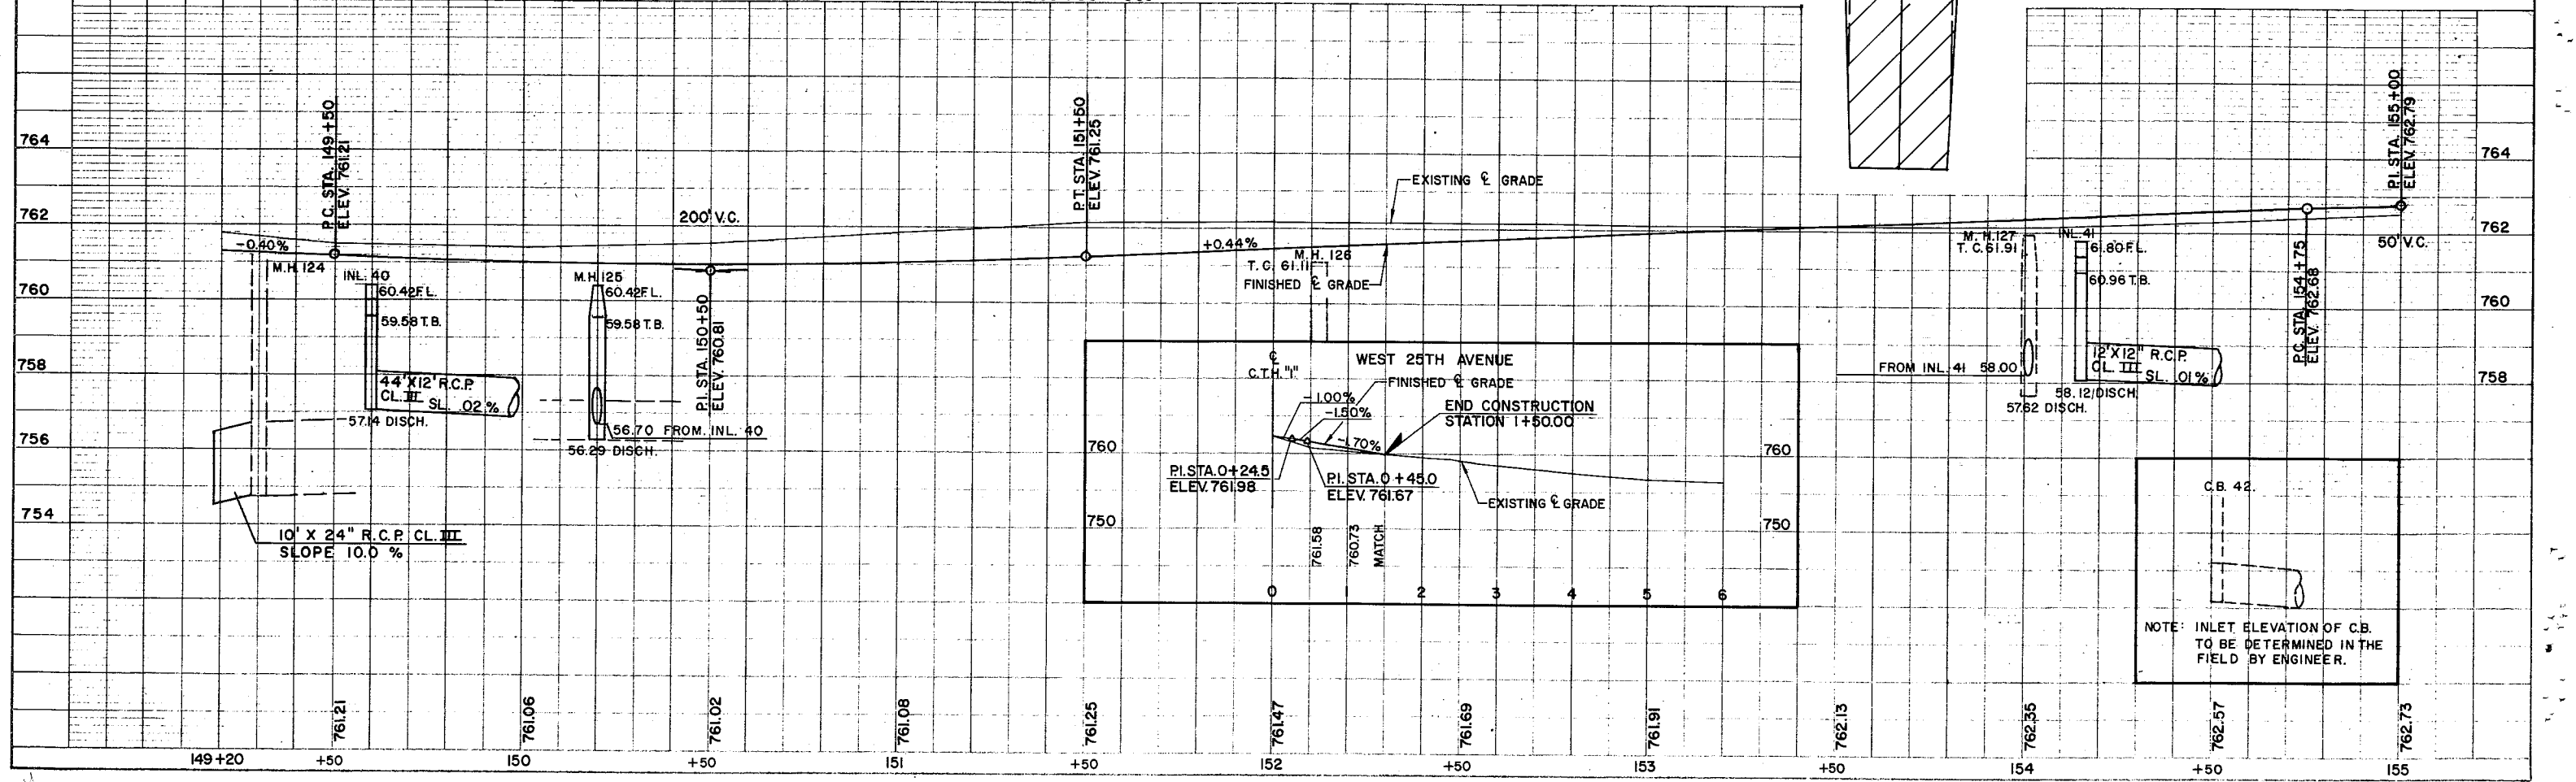 764
762
760
758
756
754
P.C. STA. 149+50
ELEV. 761.21
-0.40%
M.H. 124
INL. 40
60.42 F.L.
59.58 T.B.
44'X12" R.C.P.
CL. III SL. .02 %
57.14 DISCH.
10' X 24" R.C.P. CL. III
SLOPE 10.0 %
M.H. 125
60.42 F.L.
59.58 T.B.
56.70 FROM INL. 40
56.29 DISCH.
200' V.C.
P.I. STA. 150+50
ELEV. 760.81
P.T. STA. 151+50
ELEV. 761.25
+0.44%
EXISTING ℄ GRADE
M.H. 126
T.C. 61.11
FINISHED ℄ GRADE
℄
C.T.H. "I"
WEST 25TH AVENUE
FINISHED ℄ GRADE
-1.00%
-1.50%
-1.70%
END CONSTRUCTION
STATION 1+50.00
760
760
P.I. STA. 0+24.5
ELEV. 761.98
P.I. STA. 0+45.0
ELEV. 761.67
EXISTING ℄ GRADE
750
750
761.58
760.73
MATCH
0 1 2 3 4 5 6
M.H. 127
T.C. 61.91
FROM INL. 41 58.00
57.62 DISCH.
INL. 41
61.80 F.L.
60.96 T.B.
12'X12" R.C.P.
CL. III SL. .01%
58.12 DISCH.
P.C. STA. 154+75
ELEV. 762.68
P.I. STA. 155+00
ELEV. 762.79
50' V.C.
764
762
760
758
C.B. 42.
NOTE: INLET ELEVATION OF C.B.
TO BE DETERMINED IN THE
FIELD BY ENGINEER.
761.21
761.06
761.02
761.08
761.25
761.47
761.69
761.91
762.13
762.35
762.57
762.73
149+20 +50 150 +50 151 +50 152 +50 153 +50 154 +50 155